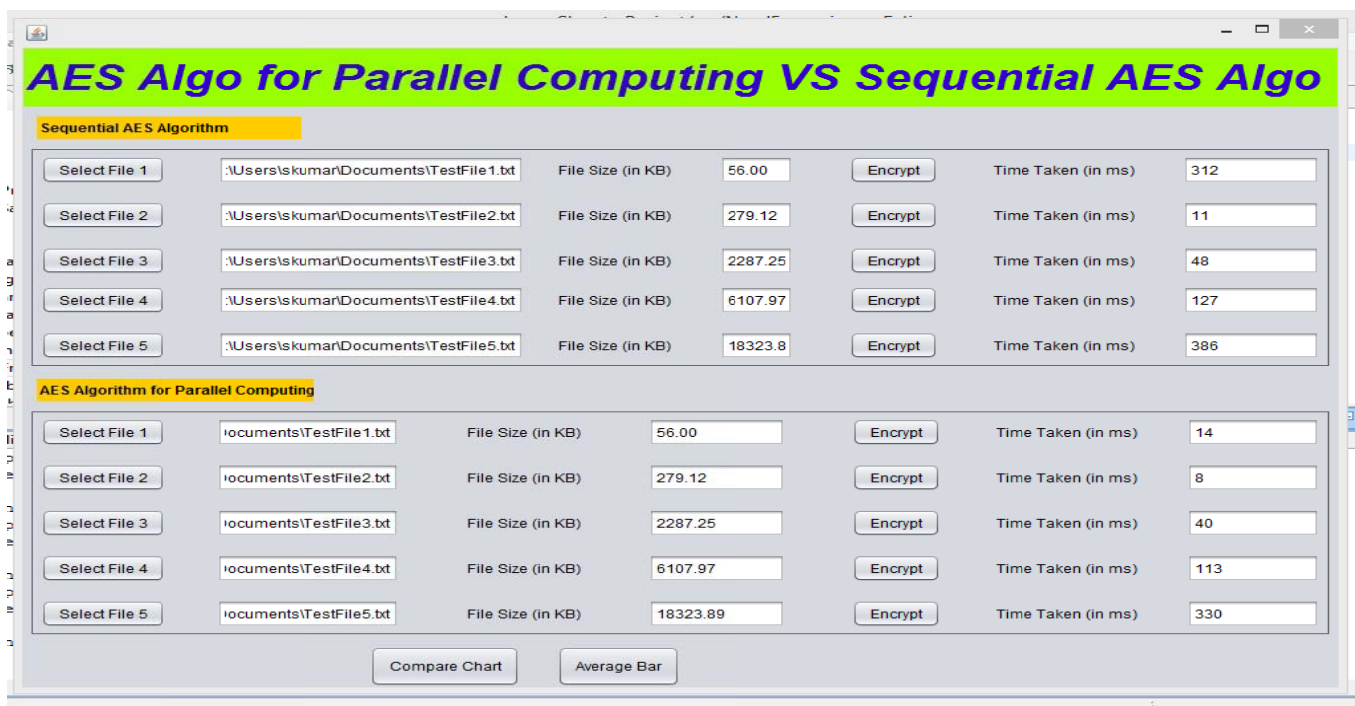 AES Algo for Parallel Computing VS Sequential AES Algo
Sequential AES Algorithm
Select File 1 :\Users\skumar\Documents\TestFile1.txt File Size (in KB) 56.00 Encrypt Time Taken (in ms) 312
Select File 2 :\Users\skumar\Documents\TestFile2.txt File Size (in KB) 279.12 Encrypt Time Taken (in ms) 11
Select File 3 :\Users\skumar\Documents\TestFile3.txt File Size (in KB) 2287.25 Encrypt Time Taken (in ms) 48
Select File 4 :\Users\skumar\Documents\TestFile4.txt File Size (in KB) 6107.97 Encrypt Time Taken (in ms) 127
Select File 5 :\Users\skumar\Documents\TestFile5.txt File Size (in KB) 18323.8 Encrypt Time Taken (in ms) 386
AES Algorithm for Parallel Computing
Select File 1 ocuments\TestFile1.txt File Size (in KB) 56.00 Encrypt Time Taken (in ms) 14
Select File 2 ocuments\TestFile2.txt File Size (in KB) 279.12 Encrypt Time Taken (in ms) 8
Select File 3 ocuments\TestFile3.txt File Size (in KB) 2287.25 Encrypt Time Taken (in ms) 40
Select File 4 ocuments\TestFile4.txt File Size (in KB) 6107.97 Encrypt Time Taken (in ms) 113
Select File 5 ocuments\TestFile5.txt File Size (in KB) 18323.89 Encrypt Time Taken (in ms) 330
Compare Chart Average Bar